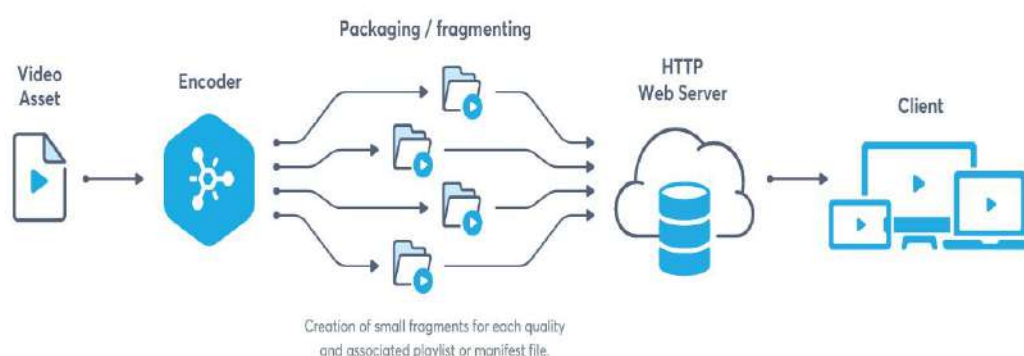 Packaging / fragmenting
Video
Asset
Encoder
HTTP
Web Server
Client
Creation of small fragments for each quality
and associated playlist or manifest file.